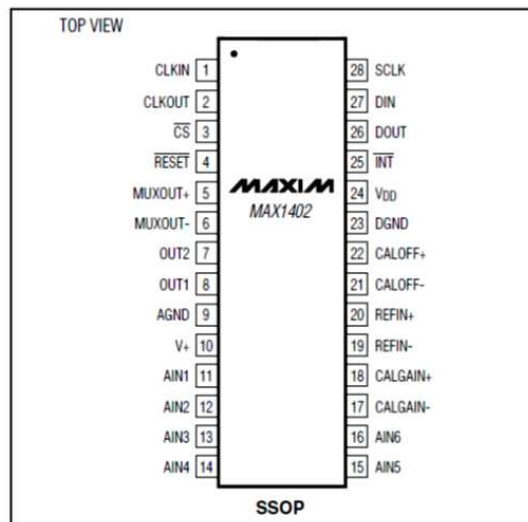 TOP VIEW
CLKIN 1
CLKOUT 2
CS 3
RESET 4
MUXOUT+ 5
MUXOUT- 6
OUT2 7
OUT1 8
AGND 9
V+ 10
AIN1 11
AIN2 12
AIN3 13
AIN4 14
MAXIM
MAX1402
28 SCLK
27 DIN
26 DOUT
25 INT
24 VDD
23 DGND
22 CALOFF+
21 CALOFF-
20 REFIN+
19 REFIN-
18 CALGAIN+
17 CALGAIN-
16 AIN6
15 AIN5
SSOP